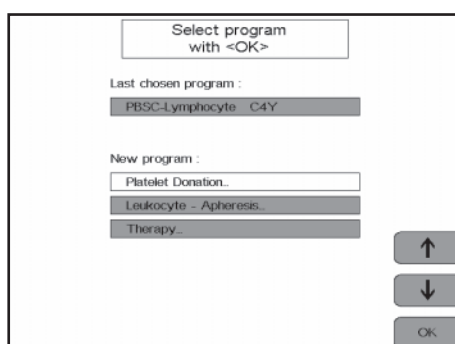 Select program
with <OK>
Last chosen program :
PBSC-Lymphocyte C4Y
New program :
Platelet Donation...
Leukocyte - Apheresis...
Therapy...
↑
↓
OK